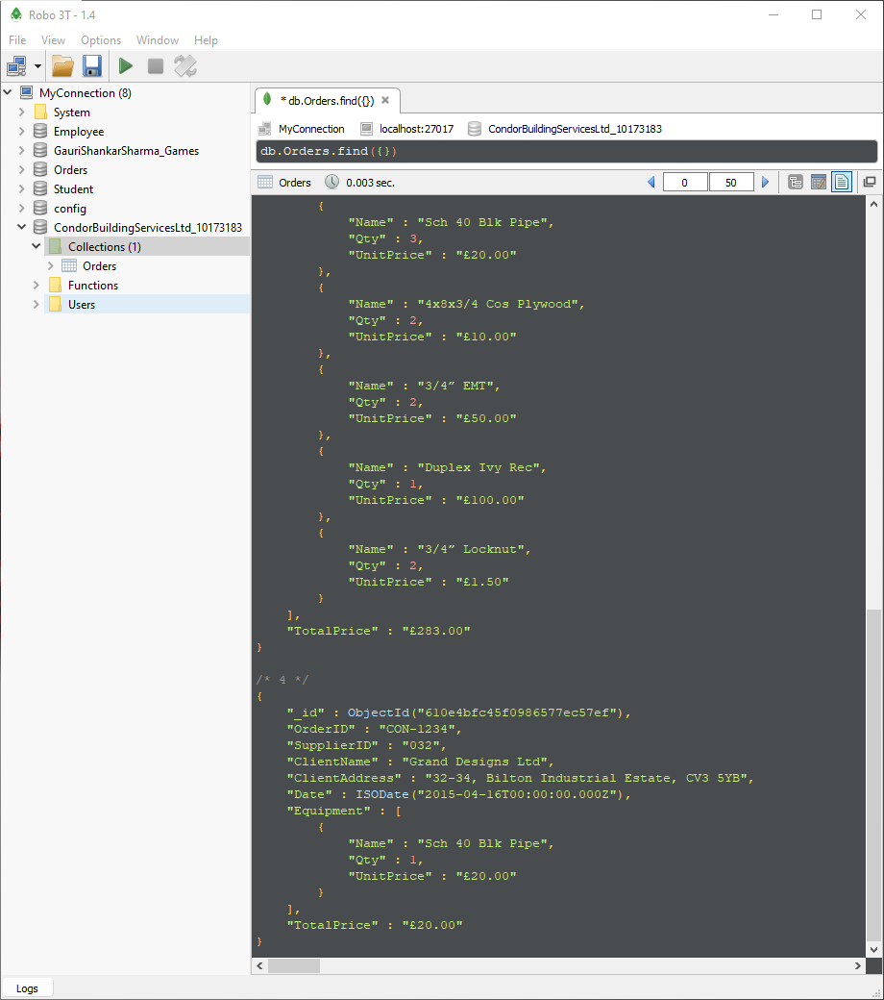 Robo 3T - 1.4
File View Options Window Help
MyConnection (8)
System
Employee
GauriShankarSharma_Games
Orders
Student
config
CondorBuildingServicesLtd_10173183
Collections (1)
Orders
Functions
Users
* db.Orders.find({})
MyConnection localhost:27017 CondorBuildingServicesLtd_10173183
db.Orders.find({})
Orders 0.003 sec. 0 50
{
"Name" : "Sch 40 Blk Pipe",
"Qty" : 3,
"UnitPrice" : "£20.00"
},
{
"Name" : "4x8x3/4 Cos Plywood",
"Qty" : 2,
"UnitPrice" : "£10.00"
},
{
"Name" : "3/4” EMT",
"Qty" : 2,
"UnitPrice" : "£50.00"
},
{
"Name" : "Duplex Ivy Rec",
"Qty" : 1,
"UnitPrice" : "£100.00"
},
{
"Name" : "3/4” Locknut",
"Qty" : 2,
"UnitPrice" : "£1.50"
}
],
"TotalPrice" : "£283.00"
}
/* 4 */
{
"_id" : ObjectId("610e4bfc45f0986577ec57ef"),
"OrderID" : "CON-1234",
"SupplierID" : "032",
"ClientName" : "Grand Designs Ltd",
"ClientAddress" : "32-34, Bilton Industrial Estate, CV3 5YB",
"Date" : ISODate("2015-04-16T00:00:00.000Z"),
"Equipment" : [
{
"Name" : "Sch 40 Blk Pipe",
"Qty" : 1,
"UnitPrice" : "£20.00"
}
],
"TotalPrice" : "£20.00"
}
Logs